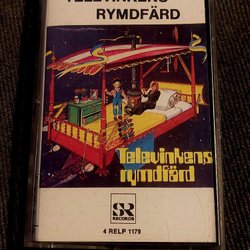 TELEVINKENS
RYMDFÄRD
Televinkens
rymdfärd
SR
RECORDS
4 RELP 1179